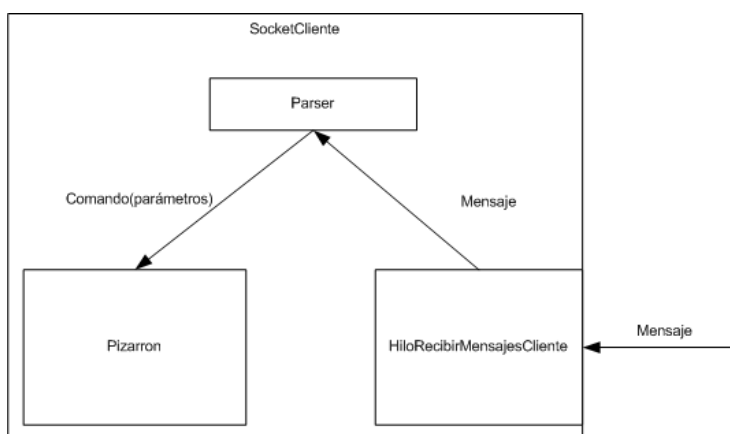 SocketCliente
Parser
Comando(parámetros)
Mensaje
Pizarron
HiloRecibirMensajesCliente
Mensaje